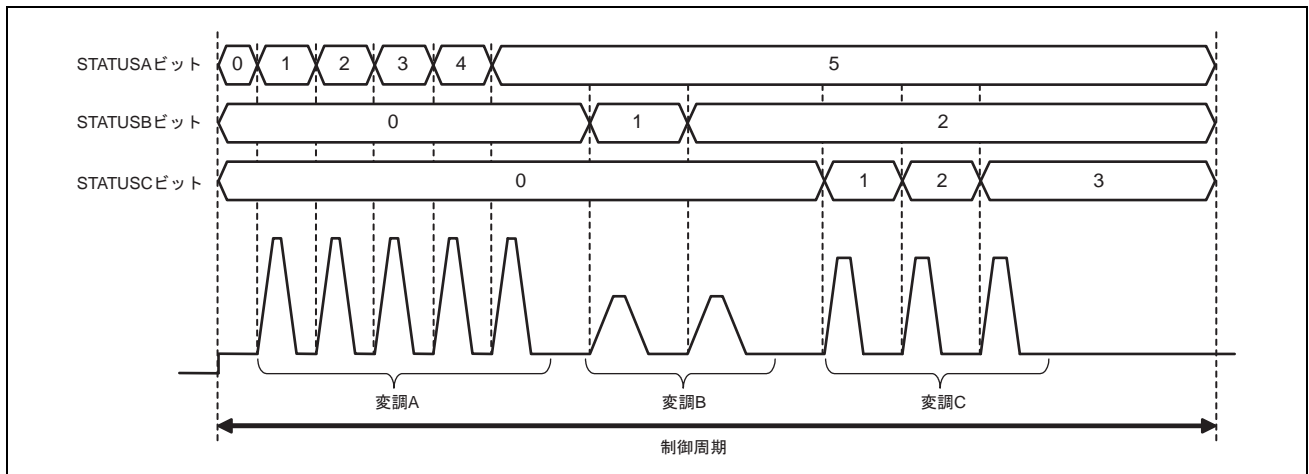 STATUSAビット 0 1 2 3 4 5
STATUSBビット 0 1 2
STATUSCビット 0 1 2 3
変調A 変調B 変調C
制御周期